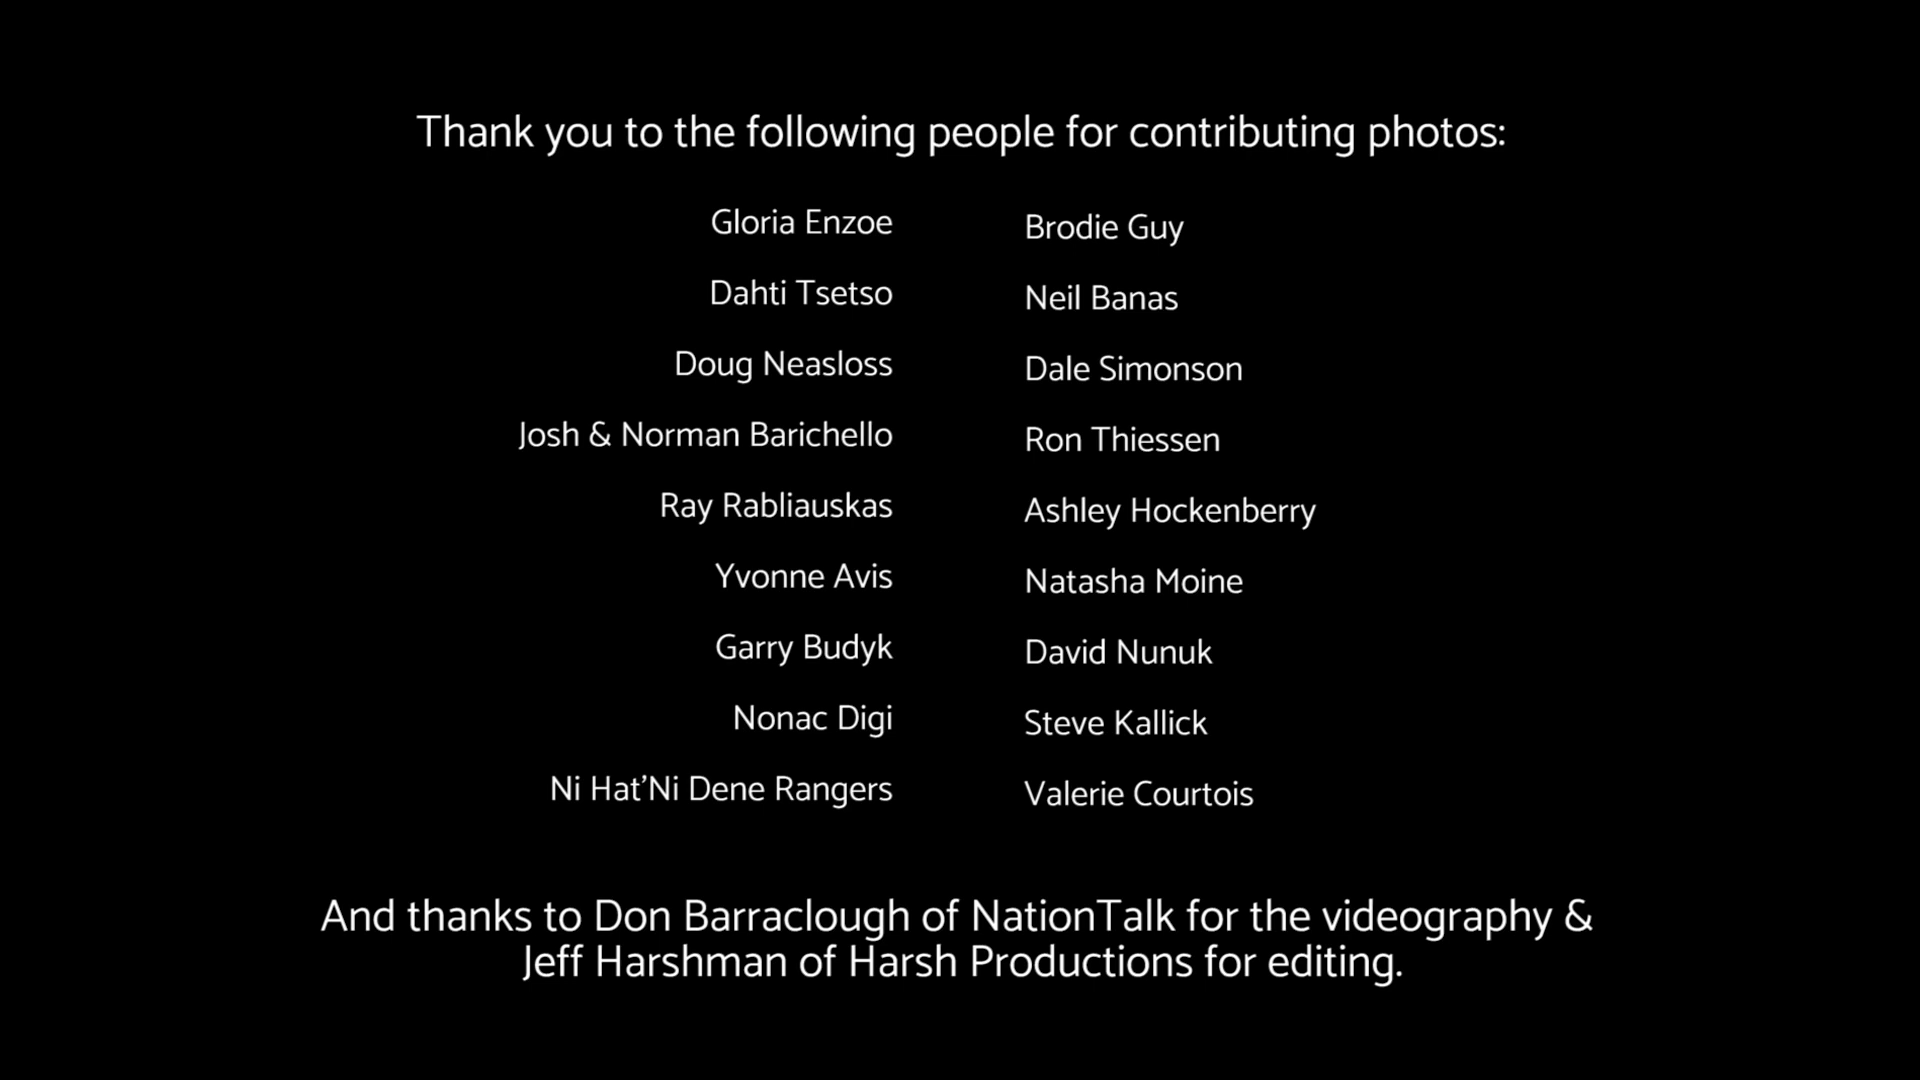 Thank you to the following people for contributing photos:
Gloria Enzoe
Dahti Tsetso
Doug Neasloss
Josh & Norman Barichello
Ray Rabliauskas
Yvonne Avis
Garry Budyk
Nonac Digi
Ni Hat'Ni Dene Rangers
Brodie Guy
Neil Banas
Dale Simonson
Ron Thiessen
Ashley Hockenberry
Natasha Moine
David Nunuk
Steve Kallick
Valerie Courtois
And thanks to Don Barraclough of NationTalk for the videography &
Jeff Harshman of Harsh Productions for editing.